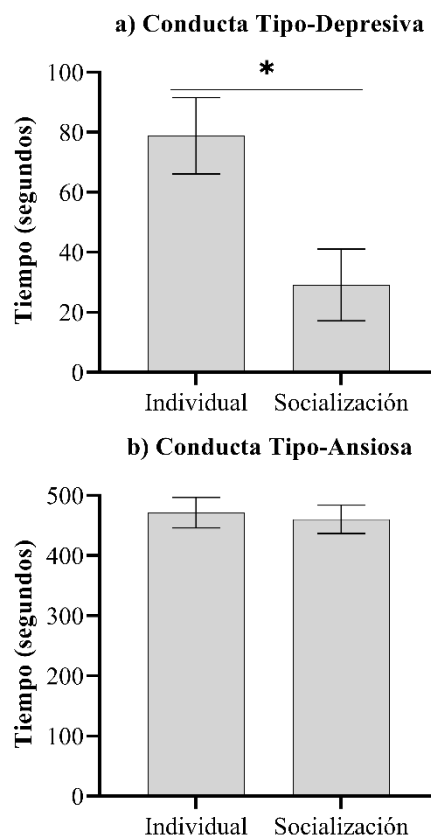 a) Conducta Tipo-Depresiva
*
Tiempo (segundos)
100
80
60
40
20
0
Individual Socialización
b) Conducta Tipo-Ansiosa
Tiempo (segundos)
500
400
300
200
100
0
Individual Socialización